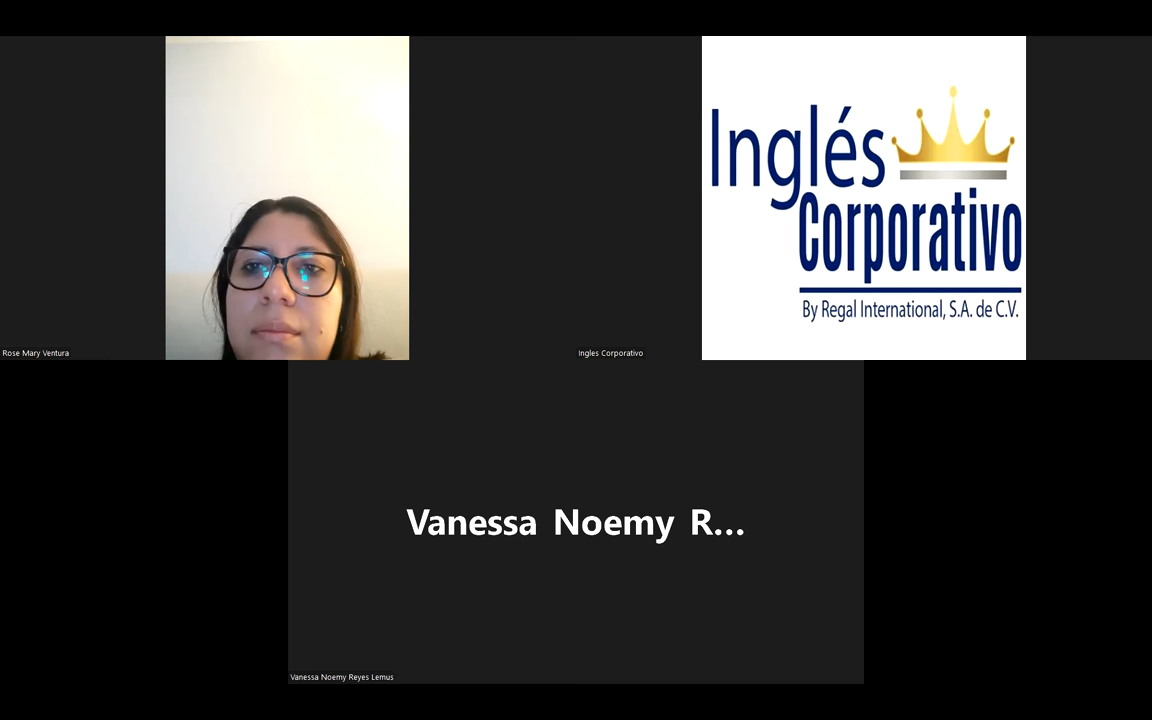 Inglés
Corporativo
By Regal International, S.A. de C.V.
Rose Mary Ventura
Ingles Corporativo
Vanessa Noemy R...
Vanessa Noemy Reyes Lemus